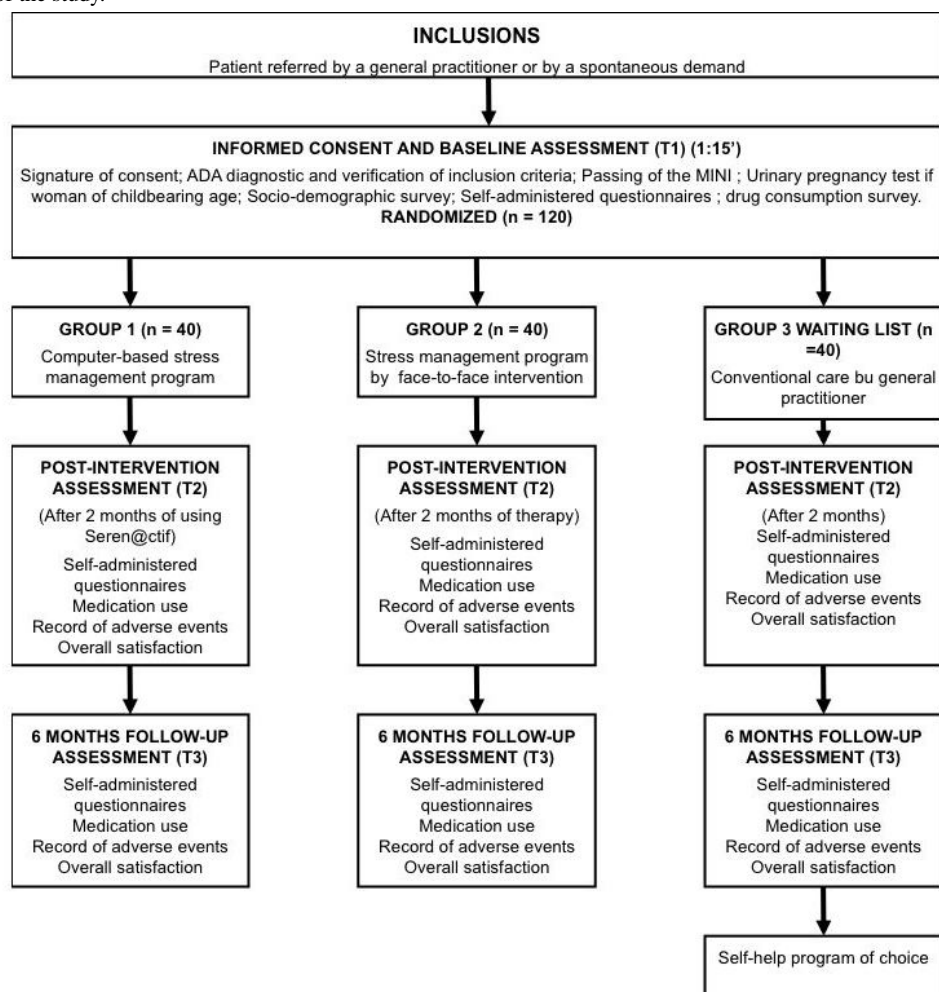 of the study.
INCLUSIONS
Patient referred by a general practitioner or by a spontaneous demand
INFORMED CONSENT AND BASELINE ASSESSMENT (T1) (1:15’)
Signature of consent; ADA diagnostic and verification of inclusion criteria; Passing of the MINI ; Urinary pregnancy test if
woman of childbearing age; Socio-demographic survey; Self-administered questionnaires ; drug consumption survey.
RANDOMIZED (n = 120)
GROUP 1 (n = 40)
Computer-based stress
management program
GROUP 2 (n = 40)
Stress management program
by face-to-face intervention
GROUP 3 WAITING LIST (n
=40)
Conventional care bu general
practitioner
POST-INTERVENTION
ASSESSMENT (T2)
(After 2 months of using
Seren@ctif)
Self-administered
questionnaires
Medication use
Record of adverse events
Overall satisfaction
POST-INTERVENTION
ASSESSMENT (T2)
(After 2 months of therapy)
Self-administered
questionnaires
Medication use
Record of adverse events
Overall satisfaction
POST-INTERVENTION
ASSESSMENT (T2)
(After 2 months)
Self-administered
questionnaires
Medication use
Record of adverse events
Overall satisfaction
6 MONTHS FOLLOW-UP
ASSESSMENT (T3)
Self-administered
questionnaires
Medication use
Record of adverse events
Overall satisfaction
6 MONTHS FOLLOW-UP
ASSESSMENT (T3)
Self-administered
questionnaires
Medication use
Record of adverse events
Overall satisfaction
6 MONTHS FOLLOW-UP
ASSESSMENT (T3)
Self-administered
questionnaires
Medication use
Record of adverse events
Overall satisfaction
Self-help program of choice